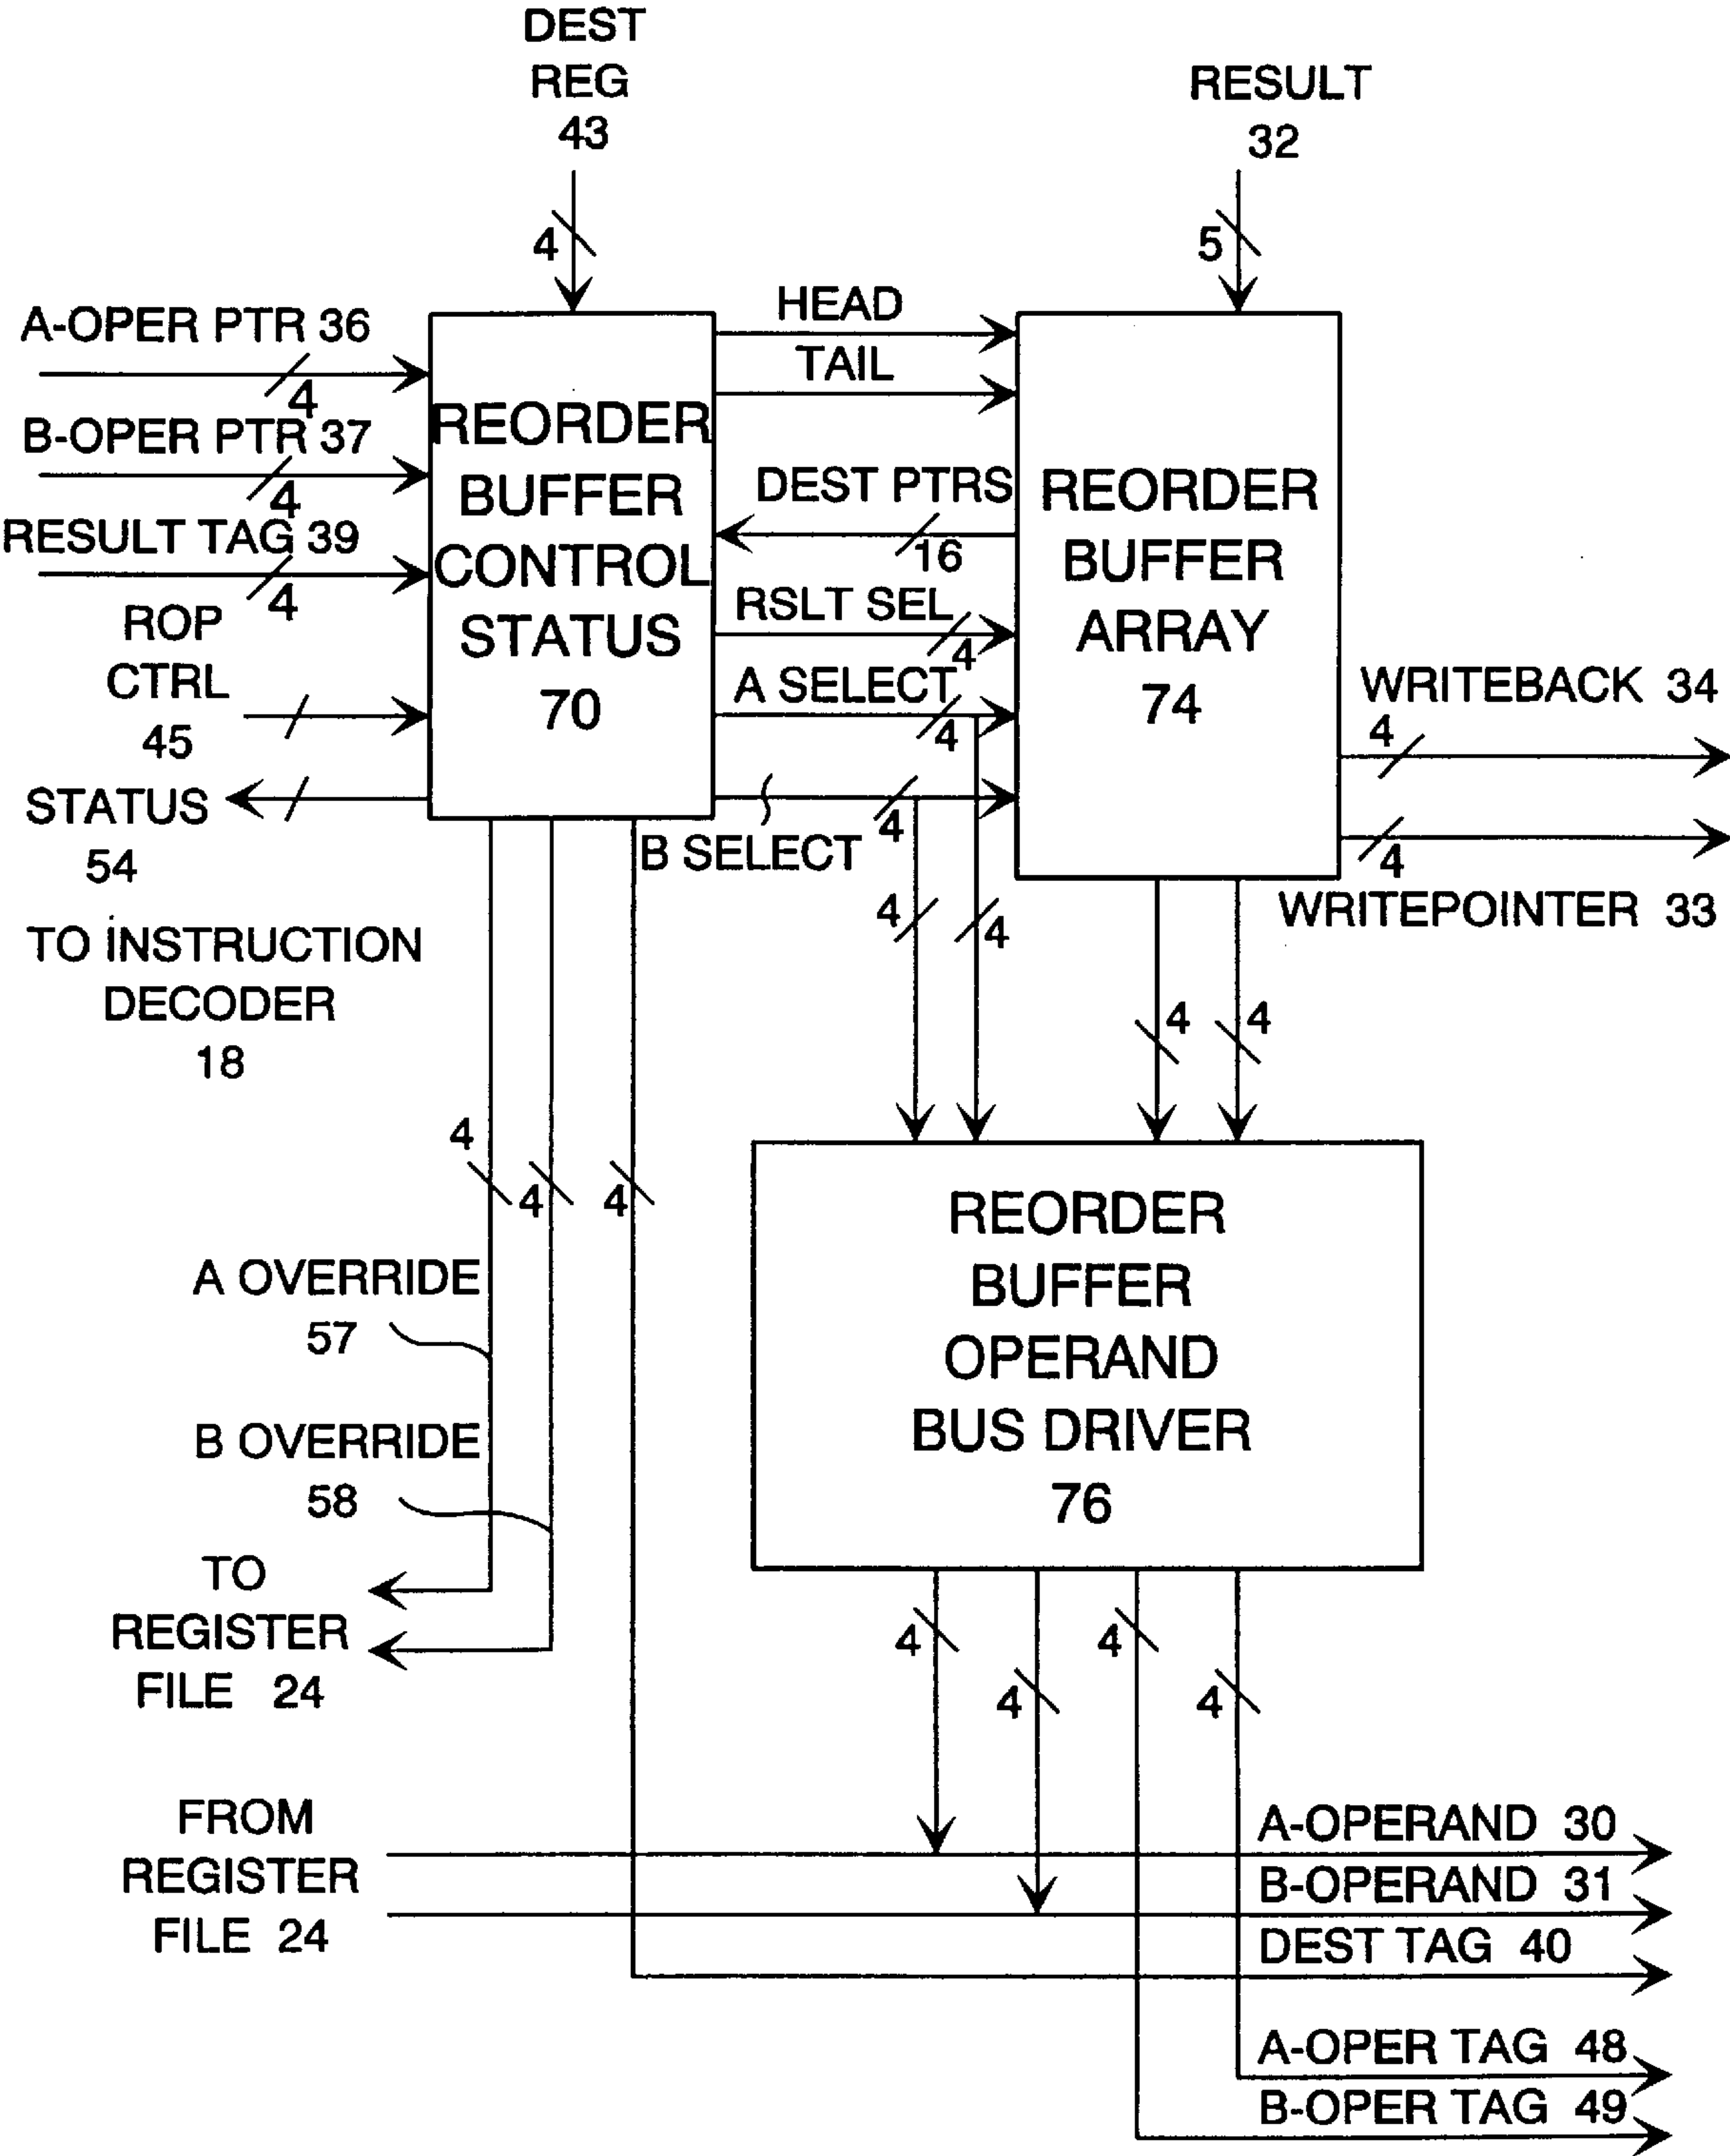 DEST
REG
43
RESULT
32
4
5
A-OPER PTR 36
4
B-OPER PTR 37
4
RESULT TAG 39
4
ROP
CTRL
45
STATUS
54
TO INSTRUCTION
DECODER
18
REORDER
BUFFER
CONTROL
STATUS
70
HEAD
TAIL
DEST PTRS
16
RSLT SEL
4
A SELECT
4
4
B SELECT
REORDER
BUFFER
ARRAY
74
WRITEBACK 34
4
4
WRITEPOINTER 33
4
4
4
4
4
4
4
A OVERRIDE
57
B OVERRIDE
58
TO
REGISTER
FILE 24
REORDER
BUFFER
OPERAND
BUS DRIVER
76
4
4
4
4
FROM
REGISTER
FILE 24
A-OPERAND 30
B-OPERAND 31
DEST TAG 40
A-OPER TAG 48
B-OPER TAG 49